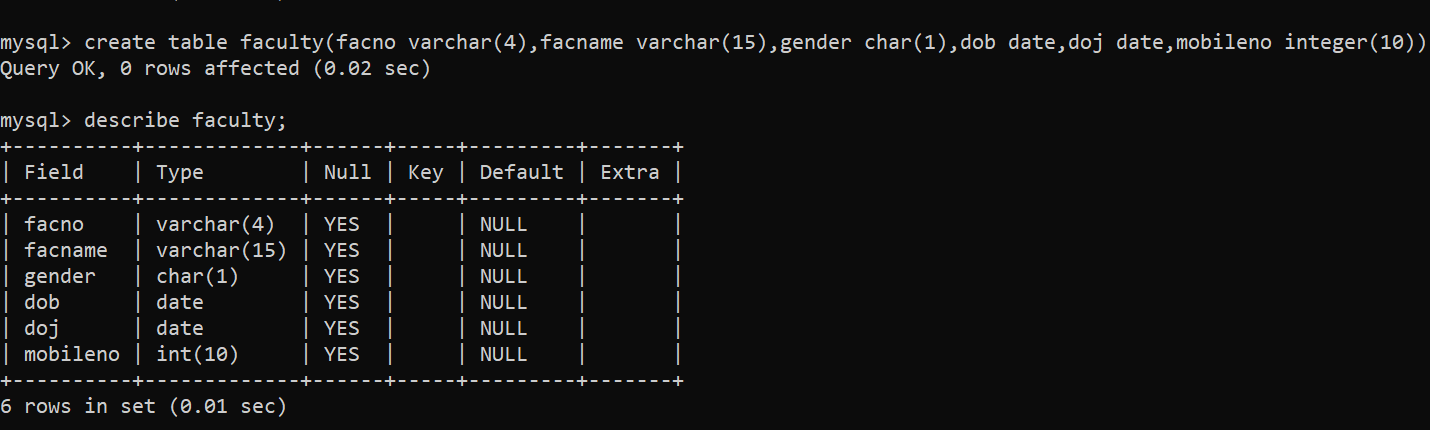 mysql> create table faculty(facno varchar(4),facname varchar(15),gender char(1),dob date,doj date,mobileno integer(10))
Query OK, 0 rows affected (0.02 sec)

mysql> describe faculty;
+----------+-------------+------+-----+---------+-------+
| Field    | Type        | Null | Key | Default | Extra |
+----------+-------------+------+-----+---------+-------+
| facno    | varchar(4)  | YES  |     | NULL    |       |
| facname  | varchar(15) | YES  |     | NULL    |       |
| gender   | char(1)     | YES  |     | NULL    |       |
| dob      | date        | YES  |     | NULL    |       |
| doj      | date        | YES  |     | NULL    |       |
| mobileno | int(10)     | YES  |     | NULL    |       |
+----------+-------------+------+-----+---------+-------+
6 rows in set (0.01 sec)